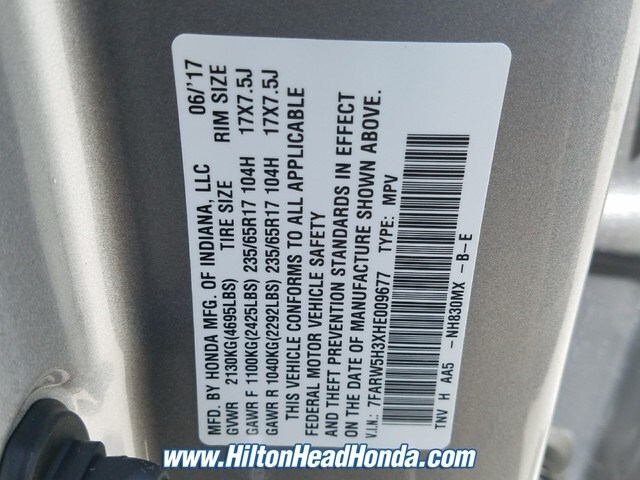 MFD. BY HONDA MFG. OF INDIANA, LLC 06/'17
GVWR 2130KG(4695LBS) TIRE SIZE RIM SIZE
GAWR F 1100KG(2425LBS) 235/65R17 104H 17X7.5J
GAWR R 1040KG(2292LBS) 235/65R17 104H 17X7.5J
THIS VEHICLE CONFORMS TO ALL APPLICABLE
FEDERAL MOTOR VEHICLE SAFETY
AND THEFT PREVENTION STANDARDS IN EFFECT
ON THE DATE OF MANUFACTURE SHOWN ABOVE.
V.I.N.: 7FARW5H3XHE009677 TYPE: MPV
TNV H AA5 -NH830MX -B-E
www.HiltonHeadHonda.com